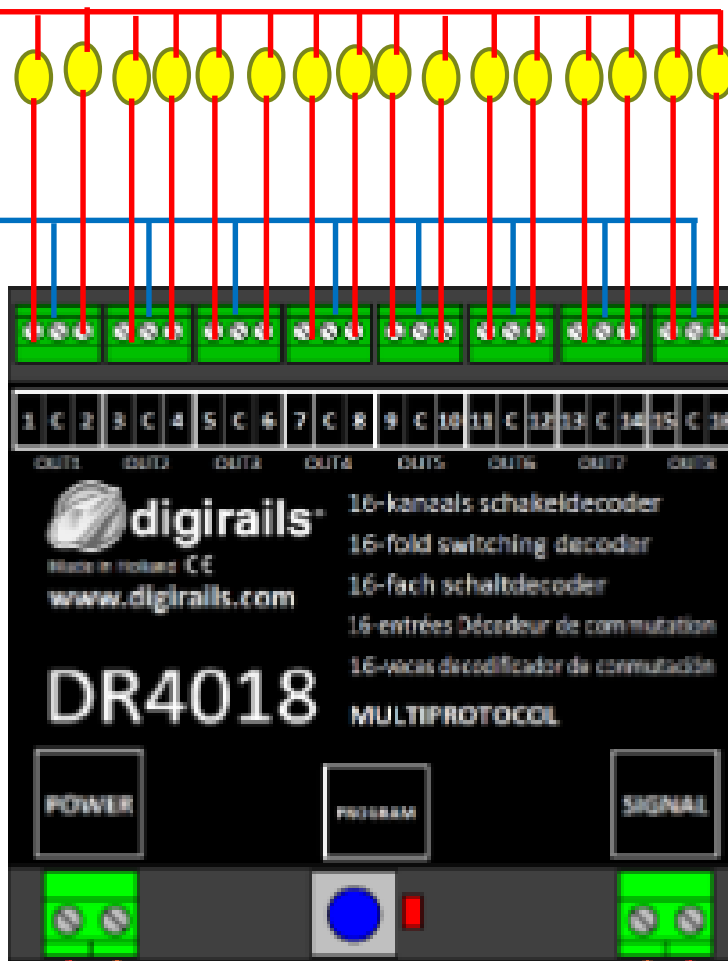 1 C 2 3 C 4 5 C 6 7 C 8 9 C 10 11 C 12 13 C 14 15 C 16
OUT1 OUT2 OUT3 OUT4 OUT5 OUT6 OUT7 OUT8
digirails
Made in Holland CE
www.digirails.com
16-kanaals schakeldecoder
16-fold switching decoder
16-fach schaltdecoder
16-entrées Décodeur de commutation
16-vocas decodificador de conmutación
DR4018
MULTIPROTOCOL
POWER
PROGRAM
SIGNAL